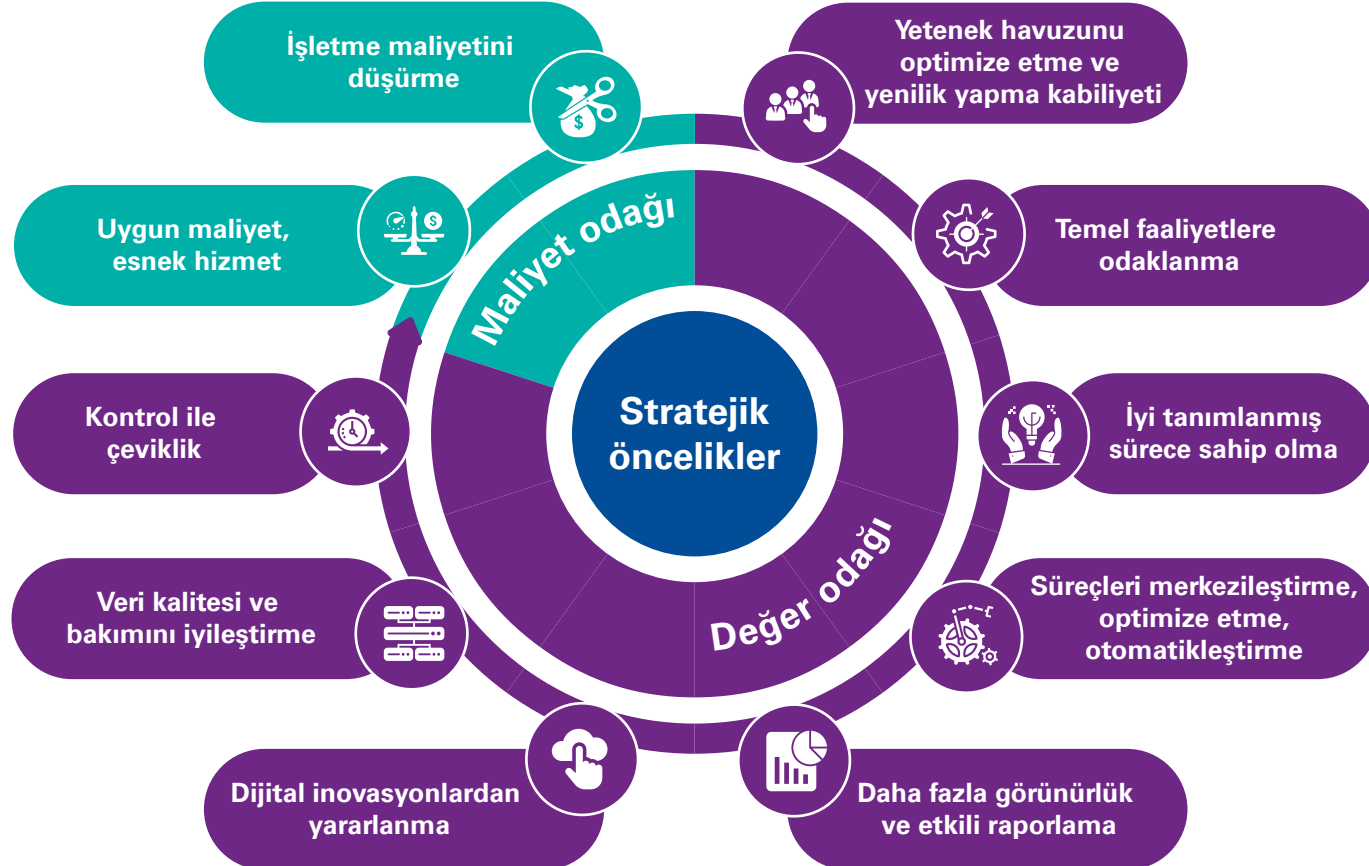 İşletme maliyetini
düşürme
Yetenek havuzunu
optimize etme ve
yenilik yapma kabiliyeti
$
Uygun maliyet,
esnek hizmet
$
Maliyet odağı
Temel faaliyetlere
odaklanma
Kontrol ile
çeviklik
Stratejik
öncelikler
İyi tanımlanmış
sürece sahip olma
Değer odağı
Veri kalitesi ve
bakımını iyileştirme
Süreçleri merkezileştirme,
optimize etme,
otomatikleştirme
Dijital inovasyonlardan
yararlanma
Daha fazla görünürlük
ve etkili raporlama